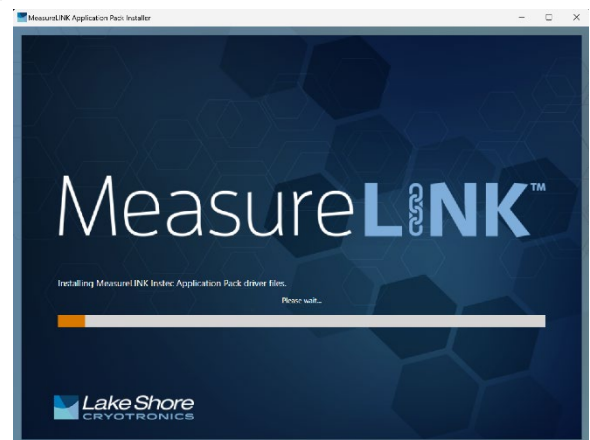 MeasureLINK Application Pack Installer
MeasureLINK™
Installing MeasureLINK Instec Application Pack driver files.
Please wait...
Lake Shore
CRYOTRONICS